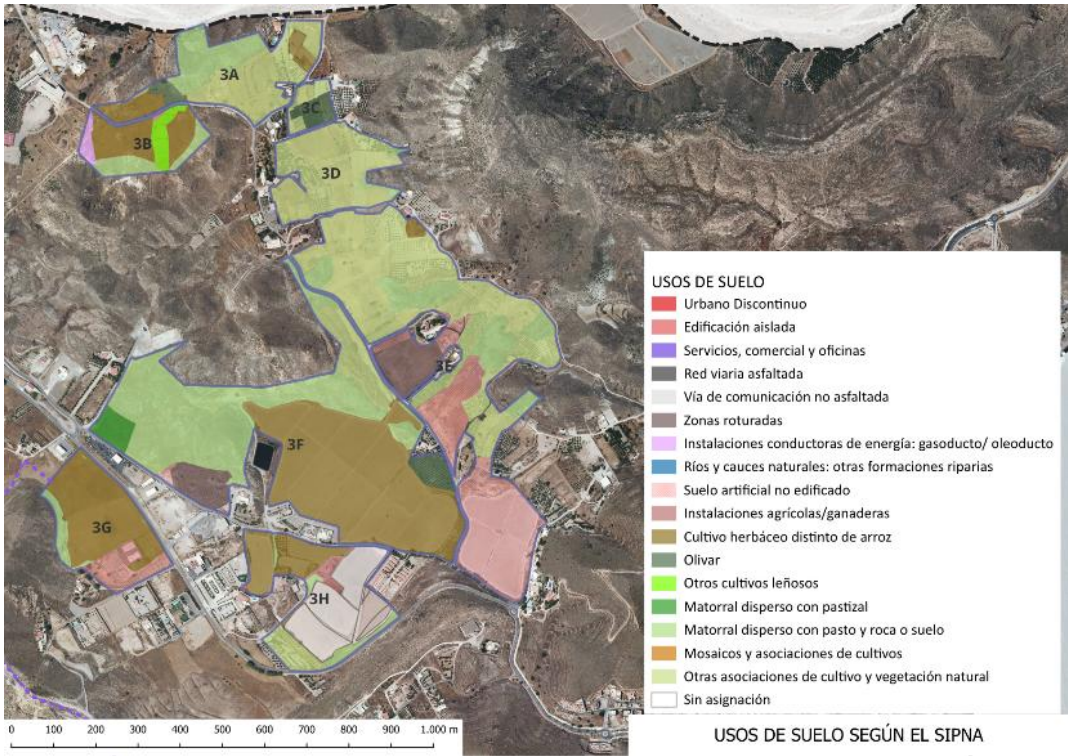 3A
3C
3B
3D
3E
3F
3G
3H
USOS DE SUELO
Urbano Discontinuo
Edificación aislada
Servicios, comercial y oficinas
Red viaria asfaltada
Vía de comunicación no asfaltada
Zonas roturadas
Instalaciones conductoras de energía: gasoducto/ oleoducto
Ríos y cauces naturales: otras formaciones riparias
Suelo artificial no edificado
Instalaciones agrícolas/ganaderas
Cultivo herbáceo distinto de arroz
Olivar
Otros cultivos leñosos
Matorral disperso con pastizal
Matorral disperso con pasto y roca o suelo
Mosaicos y asociaciones de cultivos
Otras asociaciones de cultivo y vegetación natural
Sin asignación
0 100 200 300 400 500 600 700 800 900 1.000 m
USOS DE SUELO SEGÚN EL SIPNA